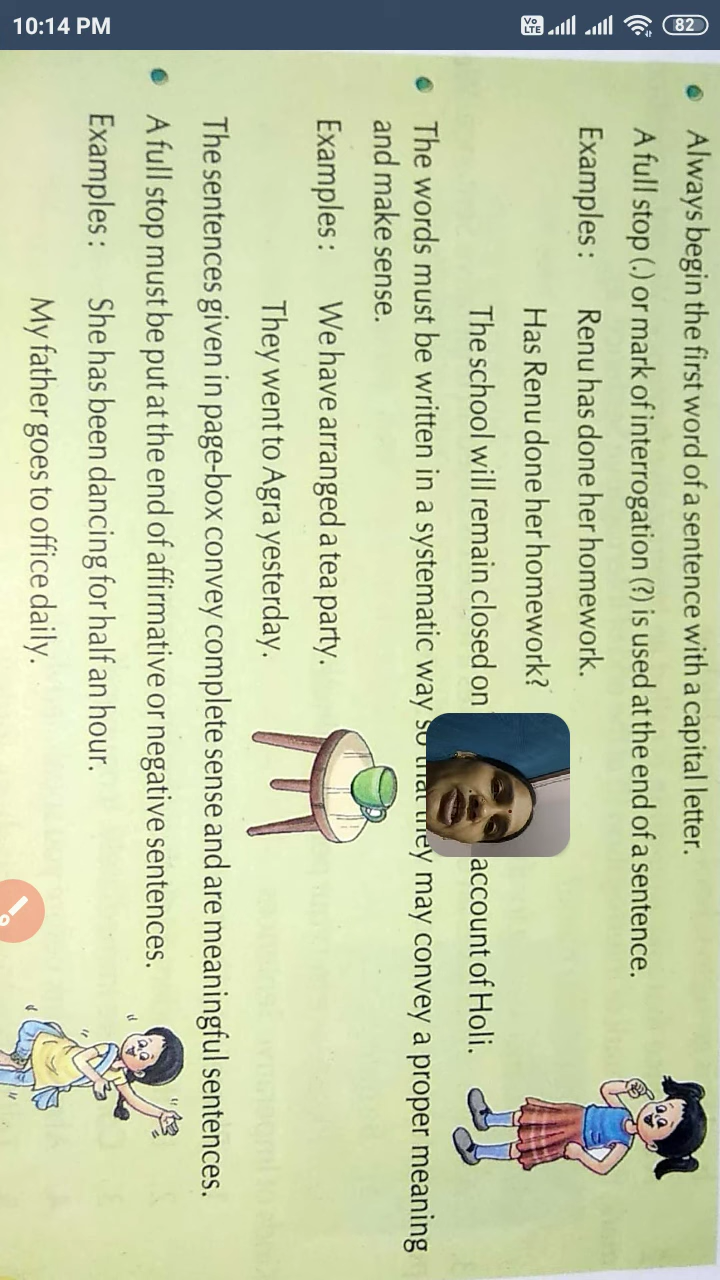 10:14 PM
Vo LTE
82
Always begin the first word of a sentence with a capital letter.
A full stop (.) or mark of interrogation (?) is used at the end of a sentence.
Examples : Renu has done her homework.
Has Renu done her homework?
The school will remain closed on account of Holi.
The words must be written in a systematic way so that they may convey a proper meaning
and make sense.
Examples : We have arranged a tea party.
They went to Agra yesterday.
The sentences given in page-box convey complete sense and are meaningful sentences.
A full stop must be put at the end of affirmative or negative sentences.
Examples : She has been dancing for half an hour.
My father goes to office daily.